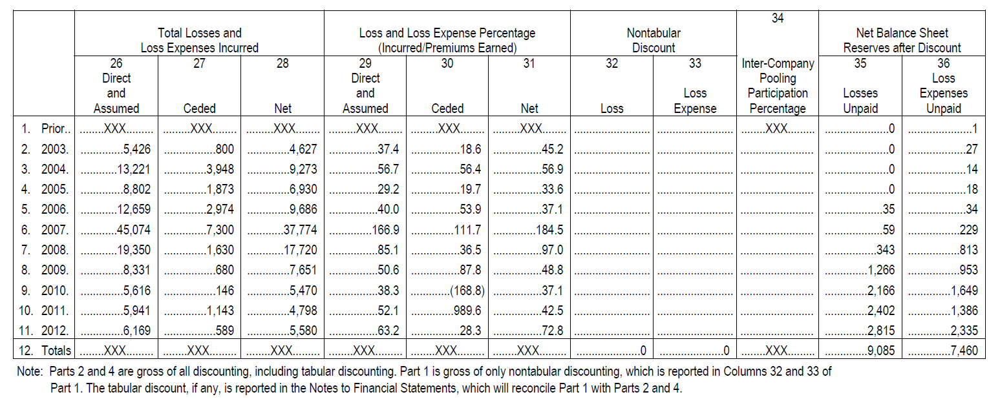 34
Total Losses and Loss and Loss Expense Percentage Nontabular Net Balance Sheet
Loss Expenses Incurred (Incurred/Premiums Earned) Discount Reserves after Discount
26 27 28 29 30 31 32 33 Inter-Company 35 36
Direct Direct Pooling Loss
and and Loss Participation Losses Expenses
Assumed Ceded Net Assumed Ceded Net Loss Expense Percentage Unpaid Unpaid
1. Prior.. ........XXX......... ........XXX........ ........XXX........ ........XXX......... ........XXX........ ........XXX........ ........................ ........................ ........XXX........ .....................0 .....................1
2. 2003. ..............5,426 .................800 ..............4,627 ................37.4 ................18.6 ................45.2 ........................ ........................ ........................ .....................0 ...................27
3. 2004. ............13,221 ..............3,948 ..............9,273 ................56.7 ................56.4 ................56.9 ........................ ........................ ........................ .....................0 ...................14
4. 2005. ..............8,802 ..............1,873 ..............6,930 ................29.2 ................19.7 ................33.6 ........................ ........................ ........................ .....................0 ...................18
5. 2006. ............12,659 ..............2,974 ..............9,686 ................40.0 ................53.9 ................37.1 ........................ ........................ ........................ ...................35 ...................34
6. 2007. ............45,074 ..............7,300 ............37,774 ..............166.9 ..............111.7 ..............184.5 ........................ ........................ ........................ ...................59 .................229
7. 2008. ............19,350 ..............1,630 ............17,720 ................85.1 ................36.5 ................97.0 ........................ ........................ ........................ .................343 .................813
8. 2009. ..............8,331 .................680 ..............7,651 ................50.6 ................87.8 ................48.8 ........................ ........................ ........................ ..............1,266 .................953
9. 2010. ..............5,616 .................146 ..............5,470 ................38.3 ...........(168.8) ................37.1 ........................ ........................ ........................ ..............2,166 ..............1,649
10. 2011. ..............5,941 ..............1,143 ..............4,798 ................52.1 ..............989.6 ................42.5 ........................ ........................ ........................ ..............2,402 ..............1,386
11. 2012. ..............6,169 .................589 ..............5,580 ................63.2 ................28.3 ................72.8 ........................ ........................ ........................ ..............2,815 ..............2,335
12. Totals ........XXX......... ........XXX........ ........XXX........ ........XXX......... ........XXX........ ........XXX........ .....................0 .....................0 ........XXX........ ..............9,085 ..............7,460
Note: Parts 2 and 4 are gross of all discounting, including tabular discounting. Part 1 is gross of only nontabular discounting, which is reported in Columns 32 and 33 of
Part 1. The tabular discount, if any, is reported in the Notes to Financial Statements, which will reconcile Part 1 with Parts 2 and 4.